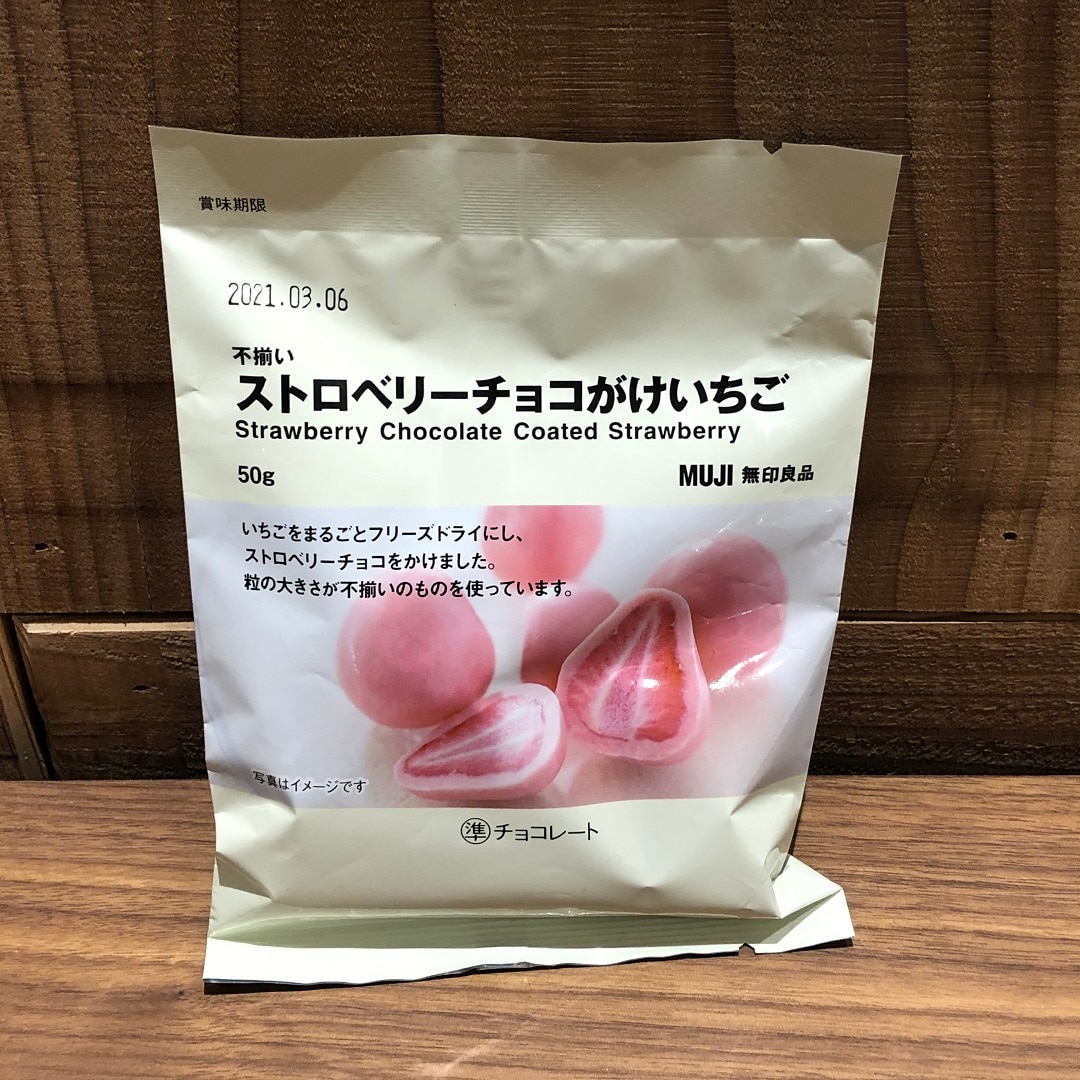 賞味期限
2021.03.06
不揃い
ストロベリーチョコがけいちご
Strawberry Chocolate Coated Strawberry
50g
MUJI 無印良品
いちごをまるごとフリーズドライにし、
ストロベリーチョコをかけました。
粒の大きさが不揃いのものを使っています。
写真はイメージです
準チョコレート